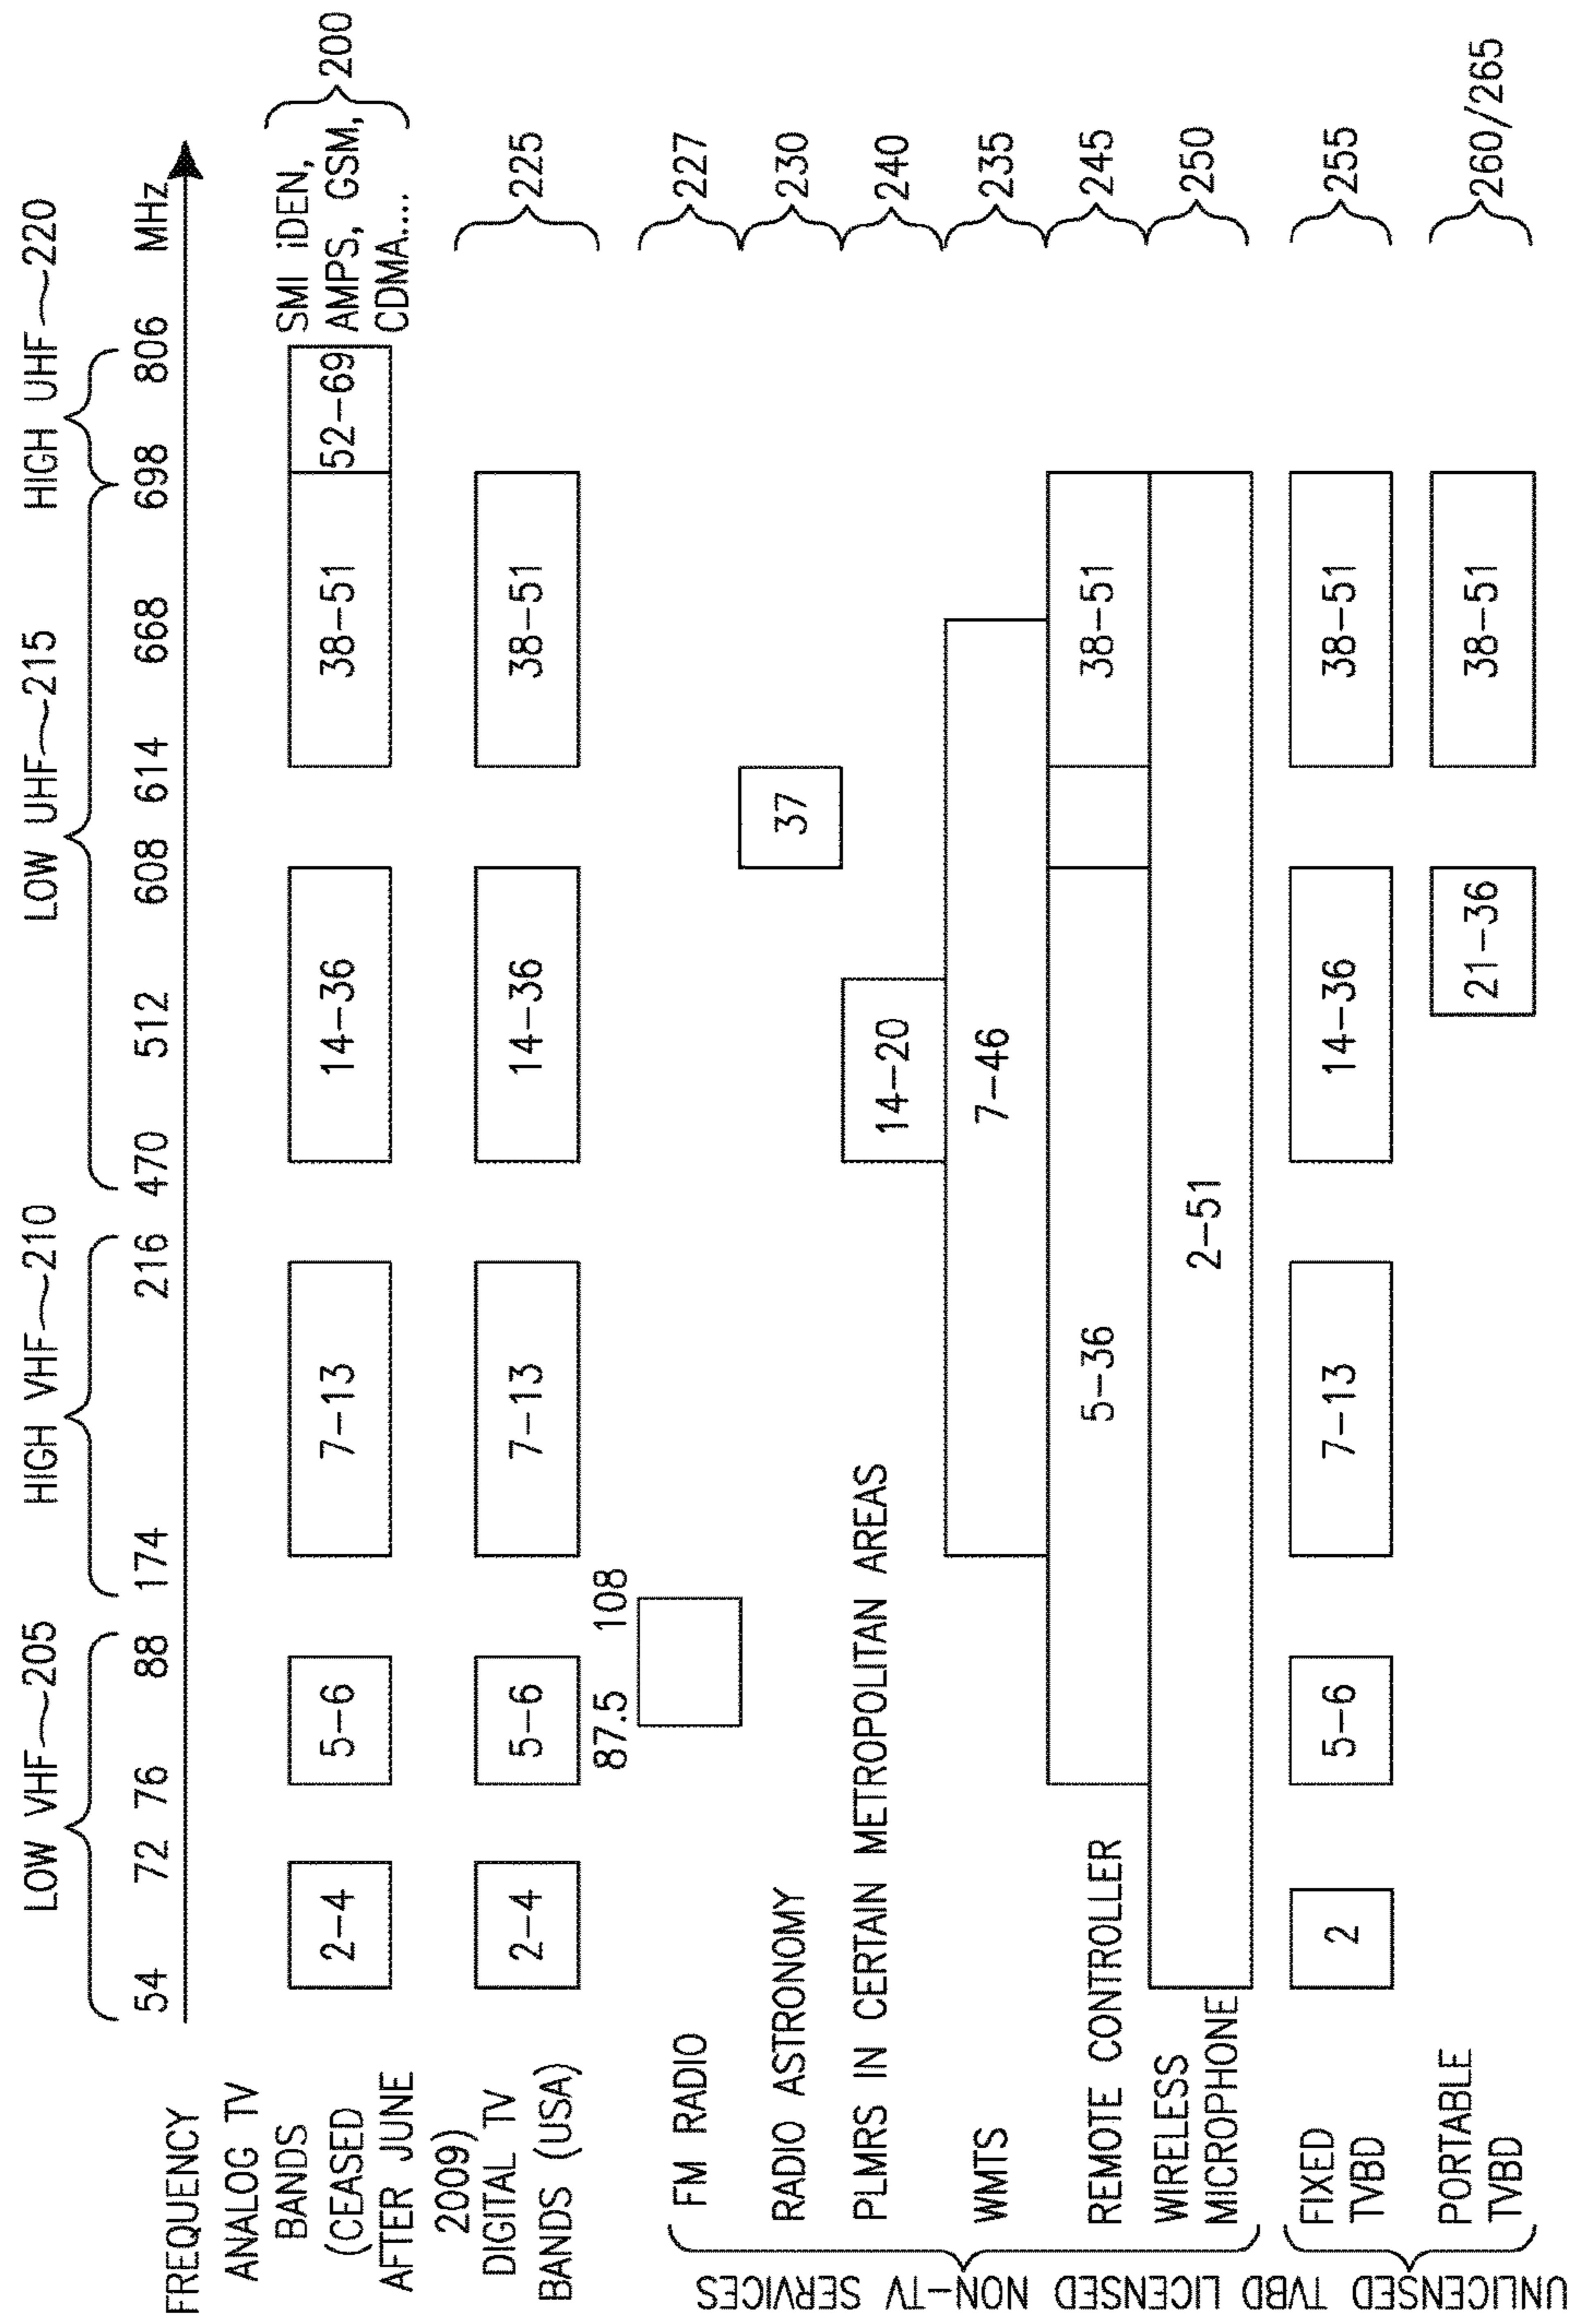 LOW VHF~205
HIGH VHF~210
LOW UHF~215
HIGH UHF~220
FREQUENCY
54 72 76 88 174 216 470 512 608 614 668 698 806 MHz
ANALOG TV
BANDS
(CEASED
AFTER JUNE
2009)
2-4
5-6
7-13
14-36
38-51
52-69
SMI iDEN,
AMPS, GSM,
CDMA....
200
DIGITAL TV
BANDS (USA)
2-4
5-6
7-13
14-36
38-51
225
LICENSED NON-TV SERVICES
FM RADIO
87.5 108
227
RADIO ASTRONOMY
37
230
PLMRS IN CERTAIN METROPOLITAN AREAS
14-20
240
WMTS
7-46
235
REMOTE CONTROLLER
5-36
38-51
245
WIRELESS
MICROPHONE
2-51
250
UNLICENSED TVBD
FIXED
TVBD
2
5-6
7-13
14-36
38-51
255
PORTABLE
TVBD
21-36
38-51
260/265